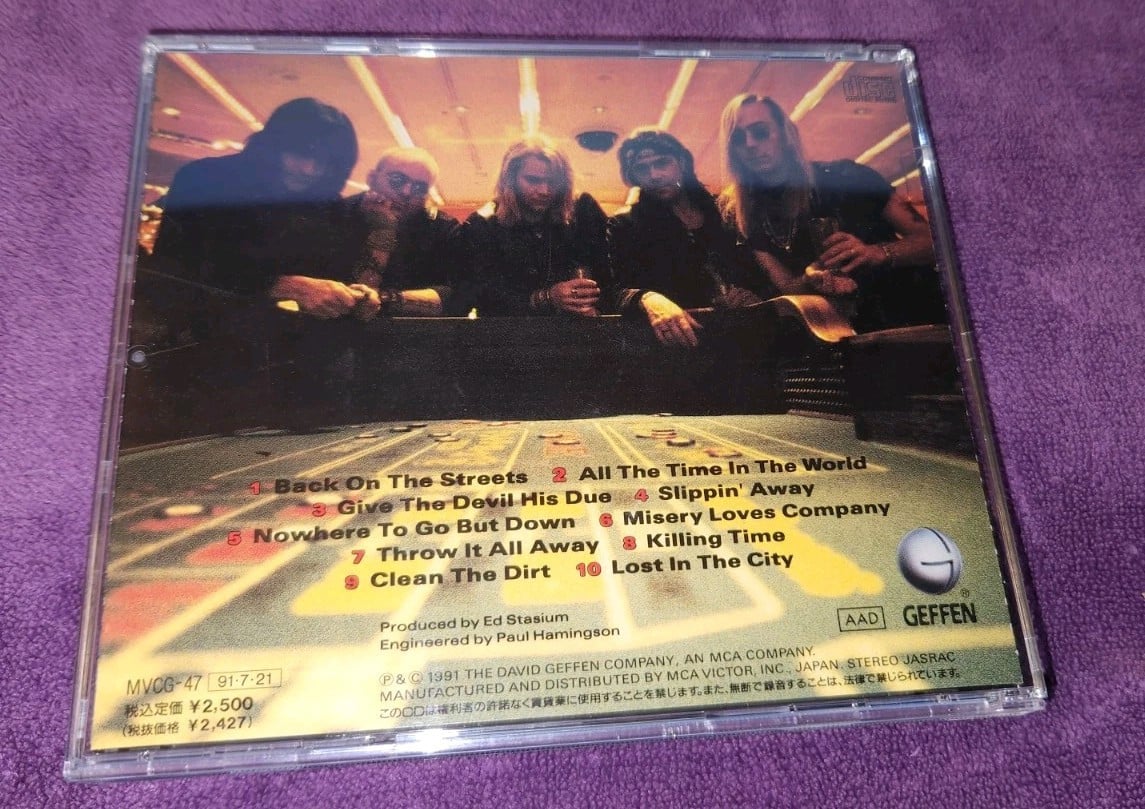 COMPACT
disc
DIGITAL AUDIO
1 Back On The Streets 2 All The Time In The World
3 Give The Devil His Due 4 Slippin' Away
5 Nowhere To Go But Down 6 Misery Loves Company
7 Throw It All Away 8 Killing Time
9 Clean The Dirt 10 Lost In The City
Produced by Ed Stasium
Engineered by Paul Hamingson
AAD
GEFFEN
®
MVCG-47 91·7·21
税込定価 ¥2,500
(税抜価格 ¥2,427)
Ⓟ & © 1991 THE DAVID GEFFEN COMPANY, AN MCA COMPANY.
MANUFACTURED AND DISTRIBUTED BY MCA VICTOR, INC., JAPAN. STEREO JASRAC
このCDは権利者の許諾なく賃貸業に使用することを禁じます。また、無断で録音することは、法律で禁じられています。